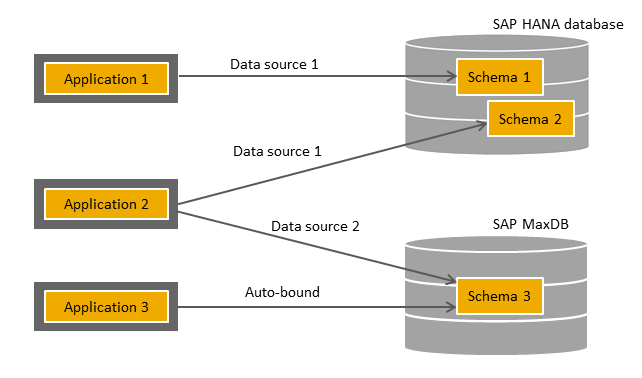 SAP HANA database
Application 1
Data source 1
Schema 1
Schema 2
Data source 1
Application 2
Data source 2
SAP MaxDB
Application 3
Auto-bound
Schema 3